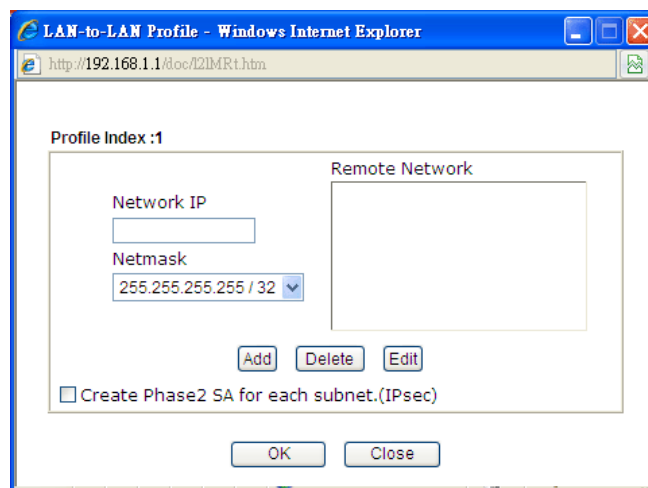 LAN-to-LAN Profile - Windows Internet Explorer
http://192.168.1.1/doc/l2lMRt.htm
Profile Index :1
Remote Network
Network IP
Netmask
255.255.255.255 / 32
Add Delete Edit
Create Phase2 SA for each subnet.(IPsec)
OK Close